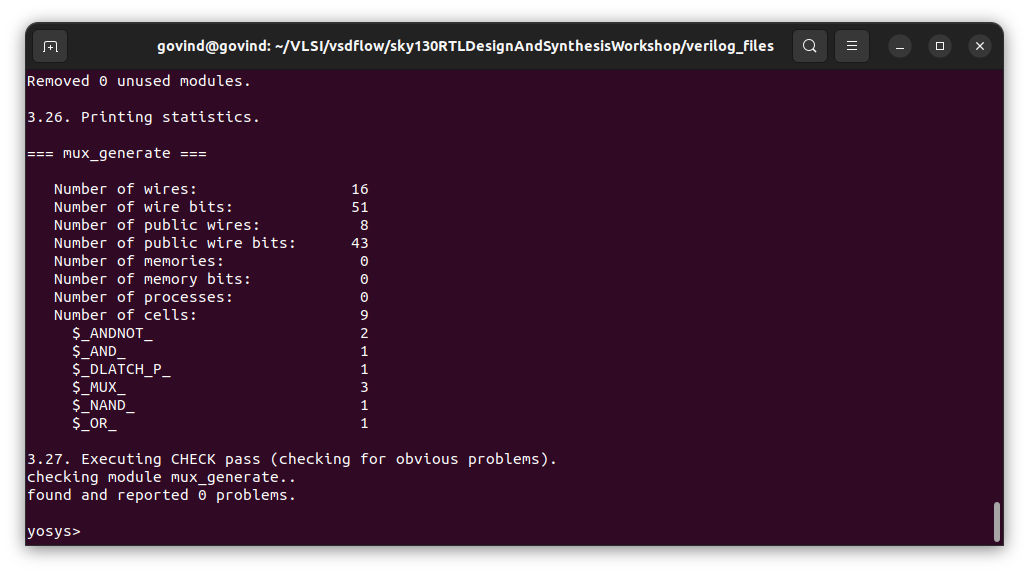 govind@govind: ~/VLSI/vsdflow/sky130RTLDesignAndSynthesisWorkshop/verilog_files
Removed 0 unused modules.
3.26. Printing statistics.
=== mux_generate ===
Number of wires: 16
Number of wire bits: 51
Number of public wires: 8
Number of public wire bits: 43
Number of memories: 0
Number of memory bits: 0
Number of processes: 0
Number of cells: 9
$_ANDNOT_ 2
$_AND_ 1
$_DLATCH_P_ 1
$_MUX_ 3
$_NAND_ 1
$_OR_ 1
3.27. Executing CHECK pass (checking for obvious problems).
checking module mux_generate..
found and reported 0 problems.
yosys>